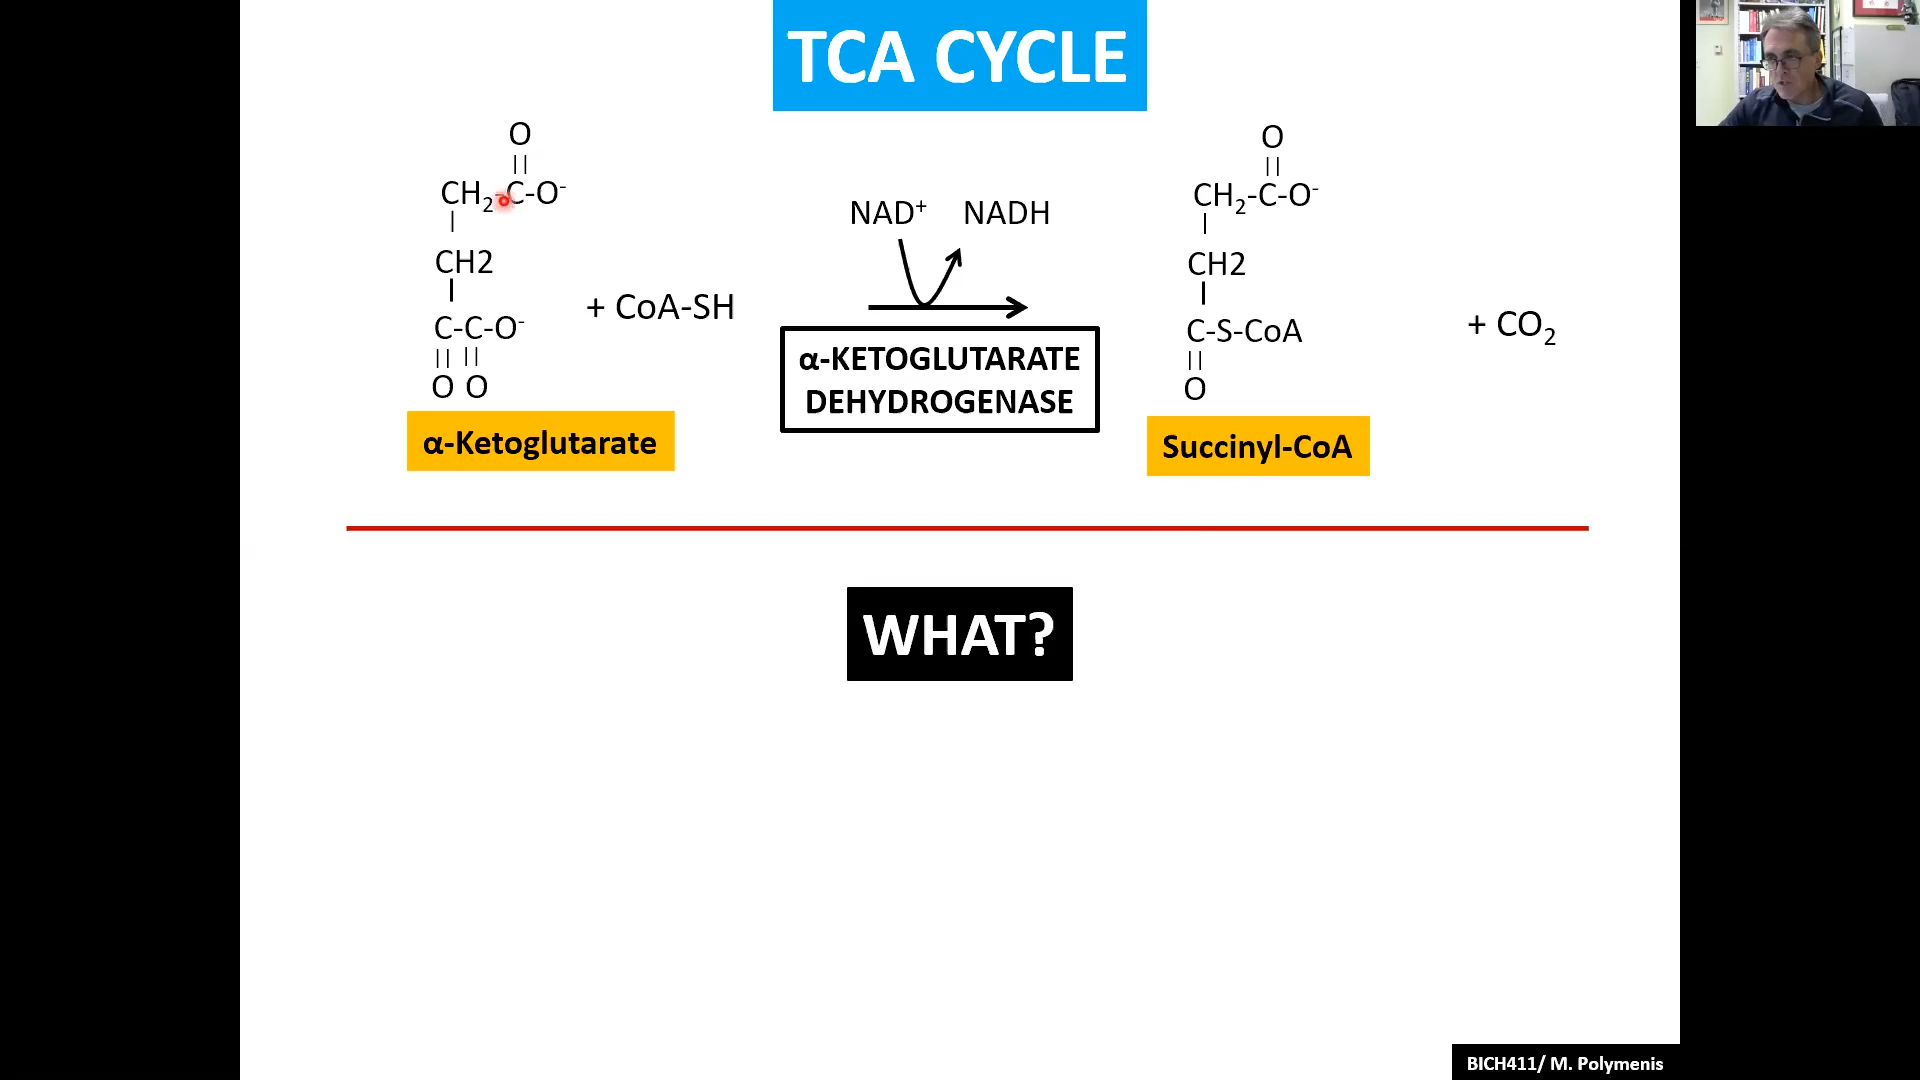 TCA CYCLE
O
||
CH₂-C-O⁻
|
CH2
|
C-C-O⁻
|| ||
O O
α-Ketoglutarate
+ CoA-SH
NAD⁺ NADH
α-KETOGLUTARATE
DEHYDROGENASE
O
||
CH₂-C-O⁻
|
CH2
|
C-S-CoA
||
O
Succinyl-CoA
+ CO₂
WHAT?
BICH411/ M. Polymenis